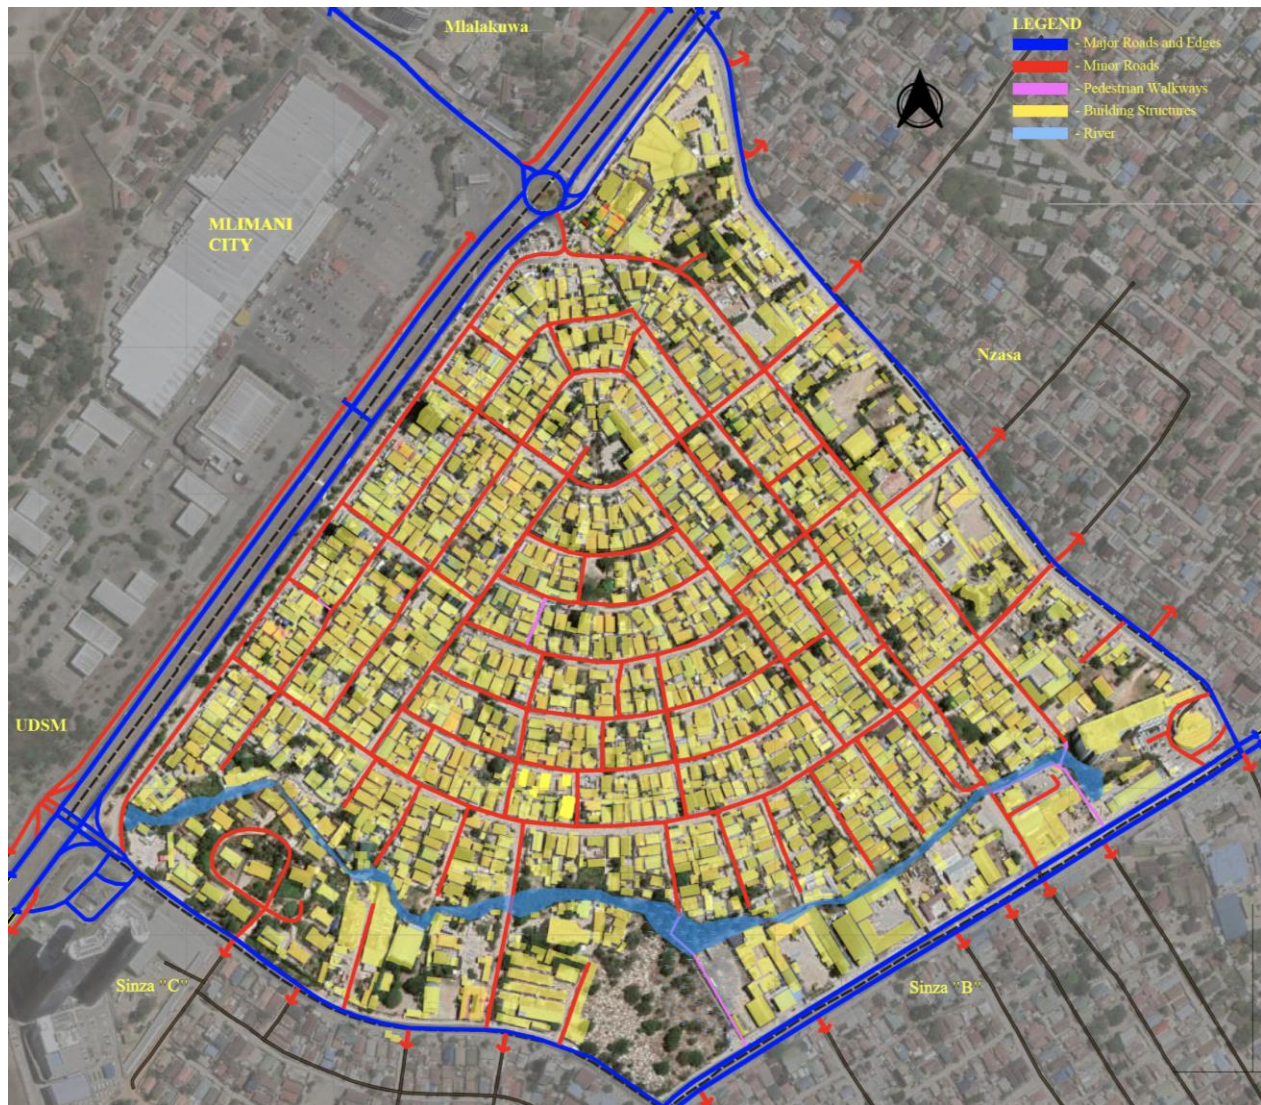 Mlalakuwa
LEGEND
- Major Roads and Edges
- Minor Roads
- Pedestrian Walkways
- Building Structures
- River
MLIMANI
CITY
Nzasa
UDSM
Sinza "C"
Sinza "B"